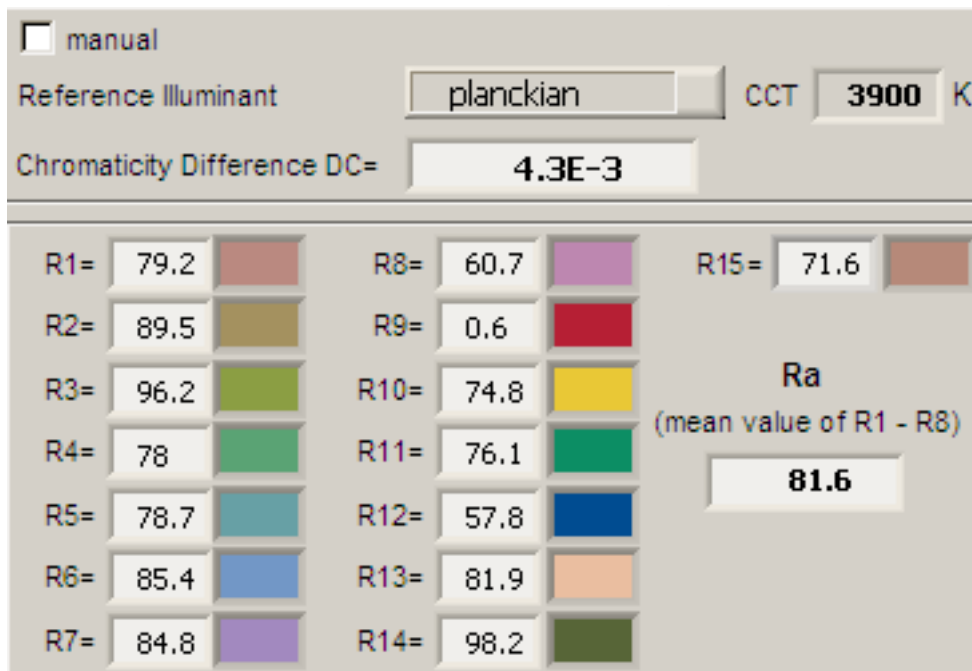 manual
Reference Illuminant planckian CCT 3900 K
Chromaticity Difference DC= 4.3E-3
R1= 79.2 R8= 60.7 R15= 71.6
R2= 89.5 R9= 0.6
R3= 96.2 R10= 74.8 Ra
R4= 78 R11= 76.1 (mean value of R1 - R8)
R5= 78.7 R12= 57.8 81.6
R6= 85.4 R13= 81.9
R7= 84.8 R14= 98.2